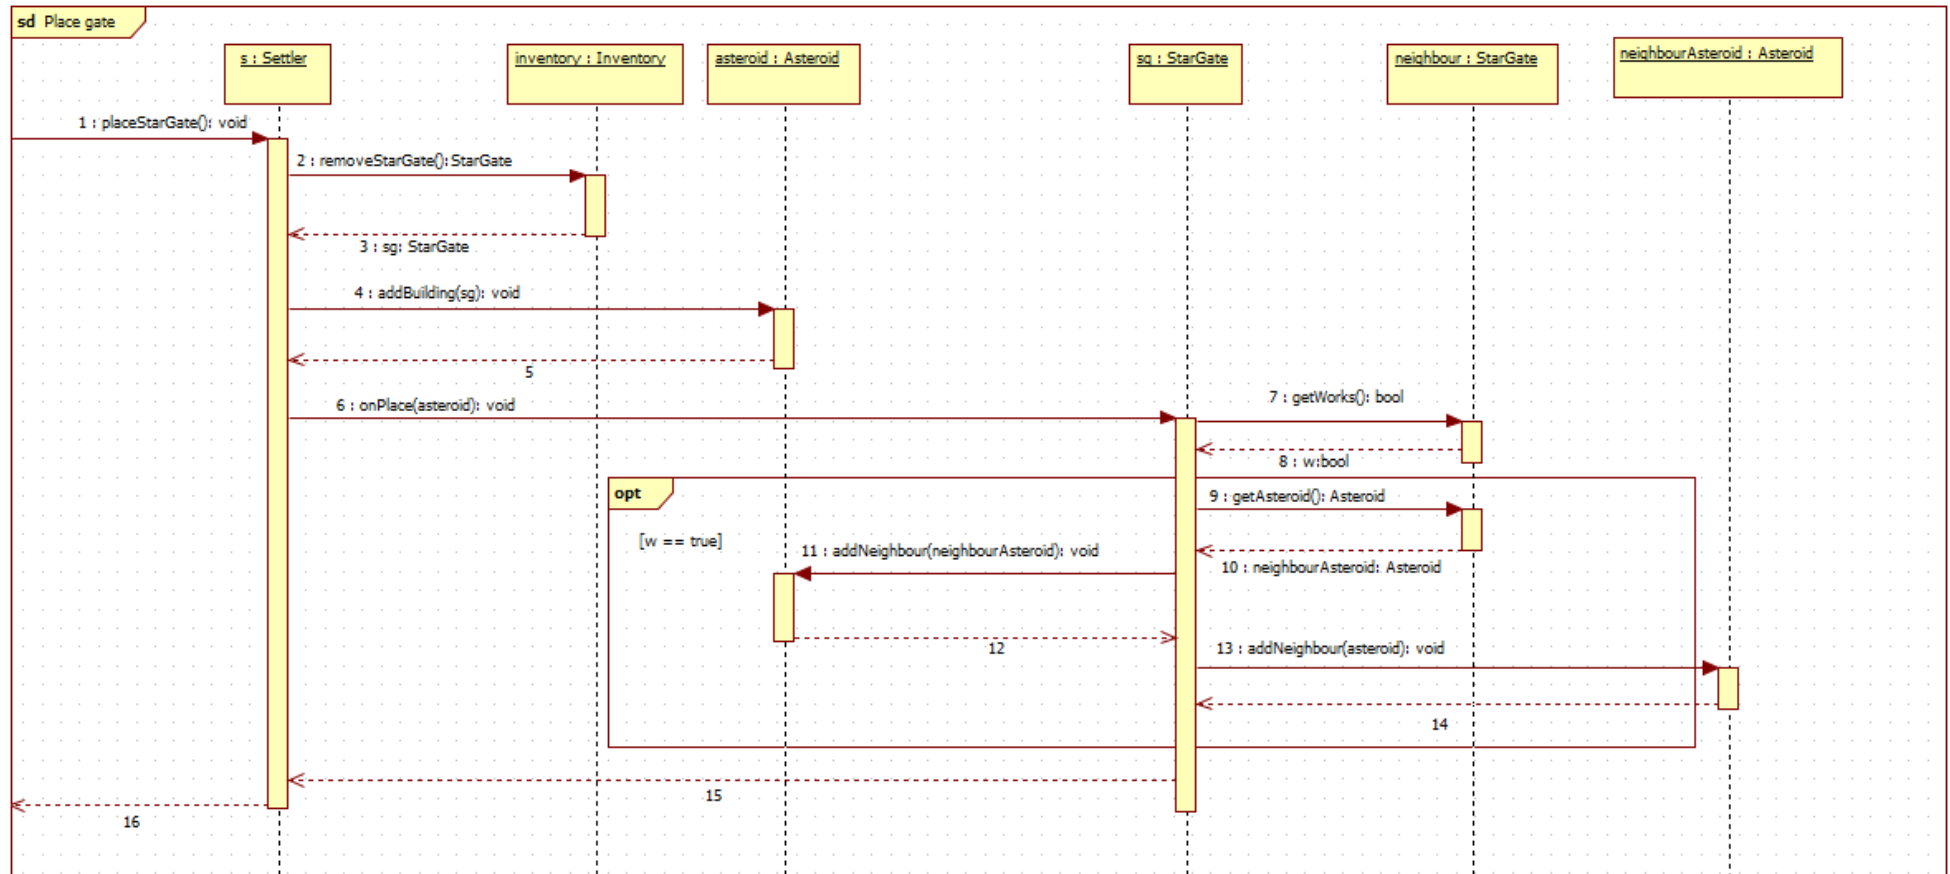 sd Place gate
s : Settler
inventory : Inventory
asteroid : Asteroid
sg : StarGate
neighbour : StarGate
neighbourAsteroid : Asteroid
1 : placeStarGate(): void
2 : removeStarGate():StarGate
3 : sg: StarGate
4 : addBuilding(sg): void
5
6 : onPlace(asteroid): void
7 : getWorks(): bool
8 : w:bool
opt
[w == true]
9 : getAsteroid(): Asteroid
10 : neighbourAsteroid: Asteroid
11 : addNeighbour(neighbourAsteroid): void
12
13 : addNeighbour(asteroid): void
14
15
16